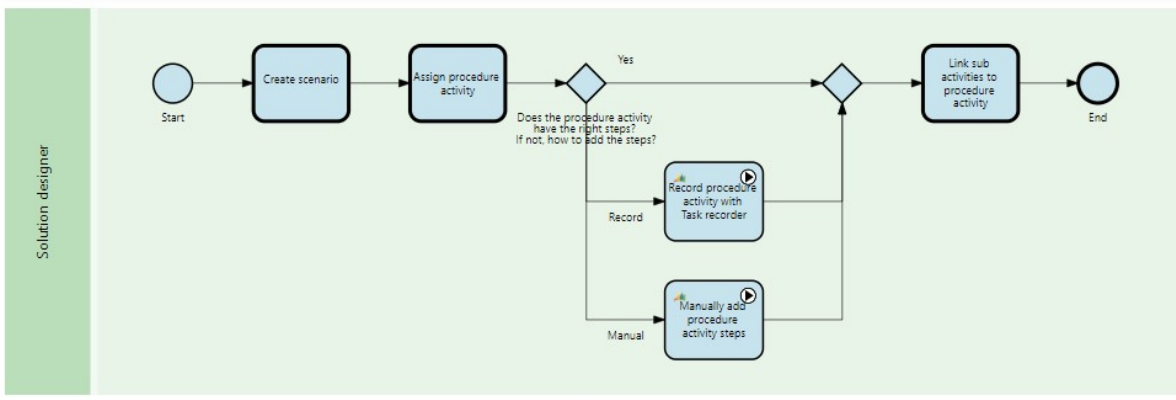 Solution designer
Start
Create scenario
Assign procedure
activity
Yes
Does the procedure activity
have the right steps?
If not, how to add the steps?
Record
Record procedure
activity with
Task recorder
Manual
Manually add
procedure
activity steps
Link sub
activities to
procedure
activity
End